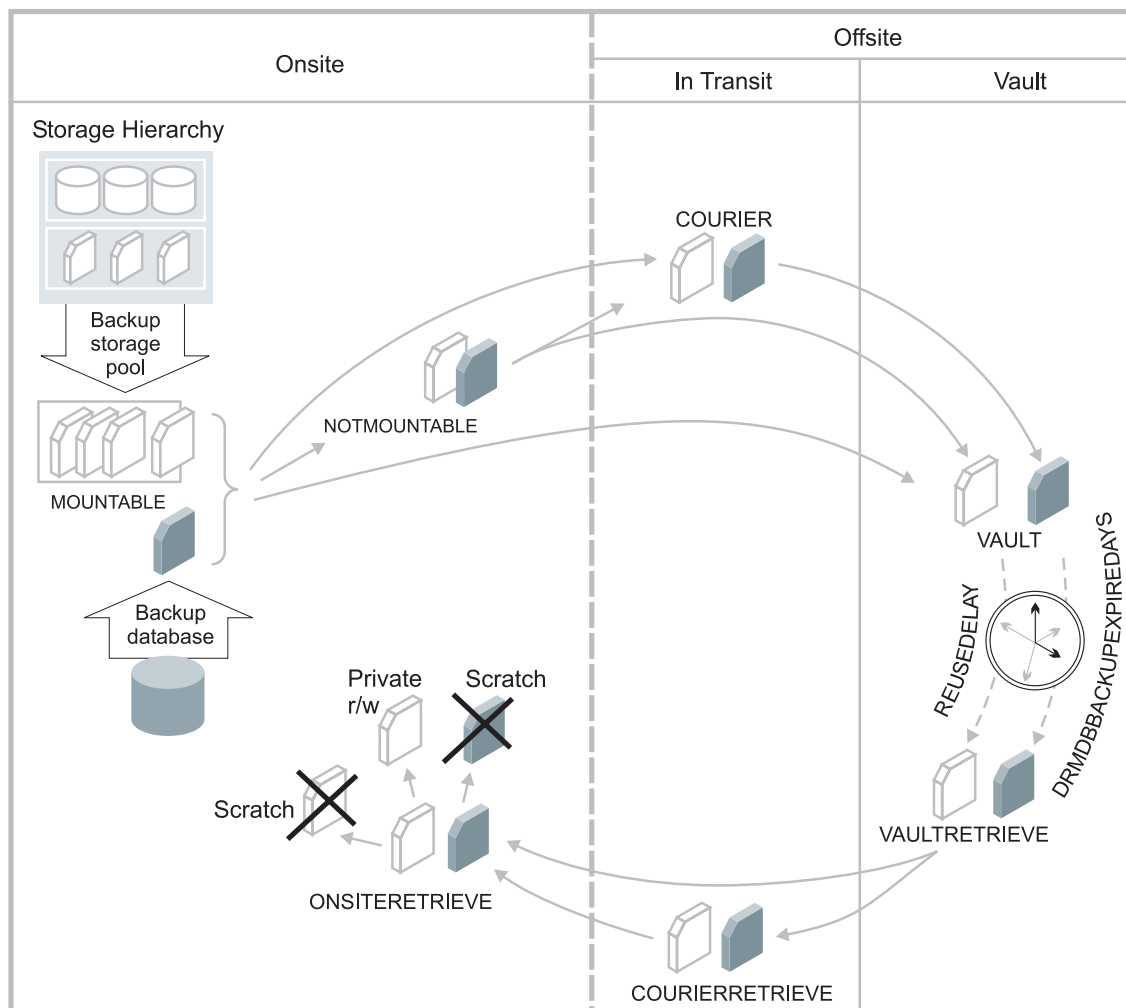 Onsite
Offsite
In Transit
Vault
Storage Hierarchy
Backup
storage
pool
COURIER
NOTMOUNTABLE
MOUNTABLE
VAULT
Backup
database
REUSEDELAY
DRMDBBACKUPEXPIREDAYS
Private
r/w
Scratch
Scratch
VAULTRETRIEVE
ONSITERETRIEVE
COURIERRETRIEVE